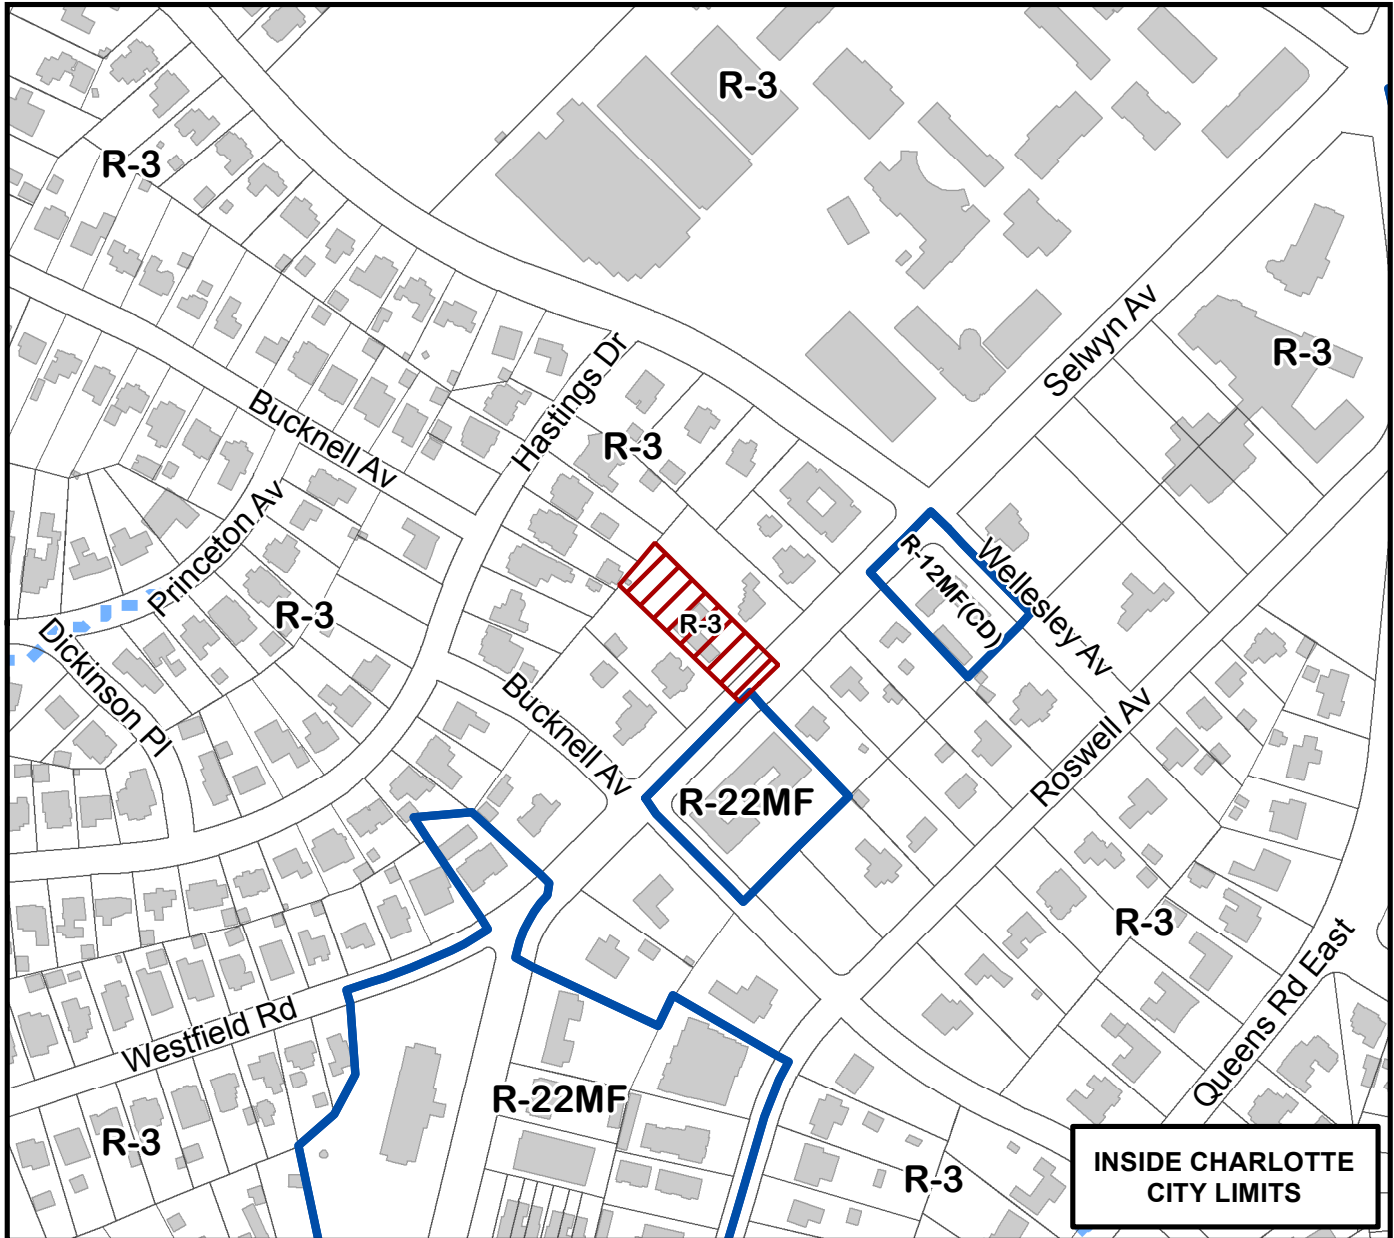 R-3
R-3
Selwyn Av
R-3
Hastings Dr
Bucknell Av
R-3
Princeton Av
R-12MF(CD)
Wellesley Av
R-3
R-3
Dickinson Pl
Bucknell Av
Roswell Av
R-22MF
R-3
Queens Rd East
Westfield Rd
R-22MF
R-3
R-3
INSIDE CHARLOTTE
CITY LIMITS